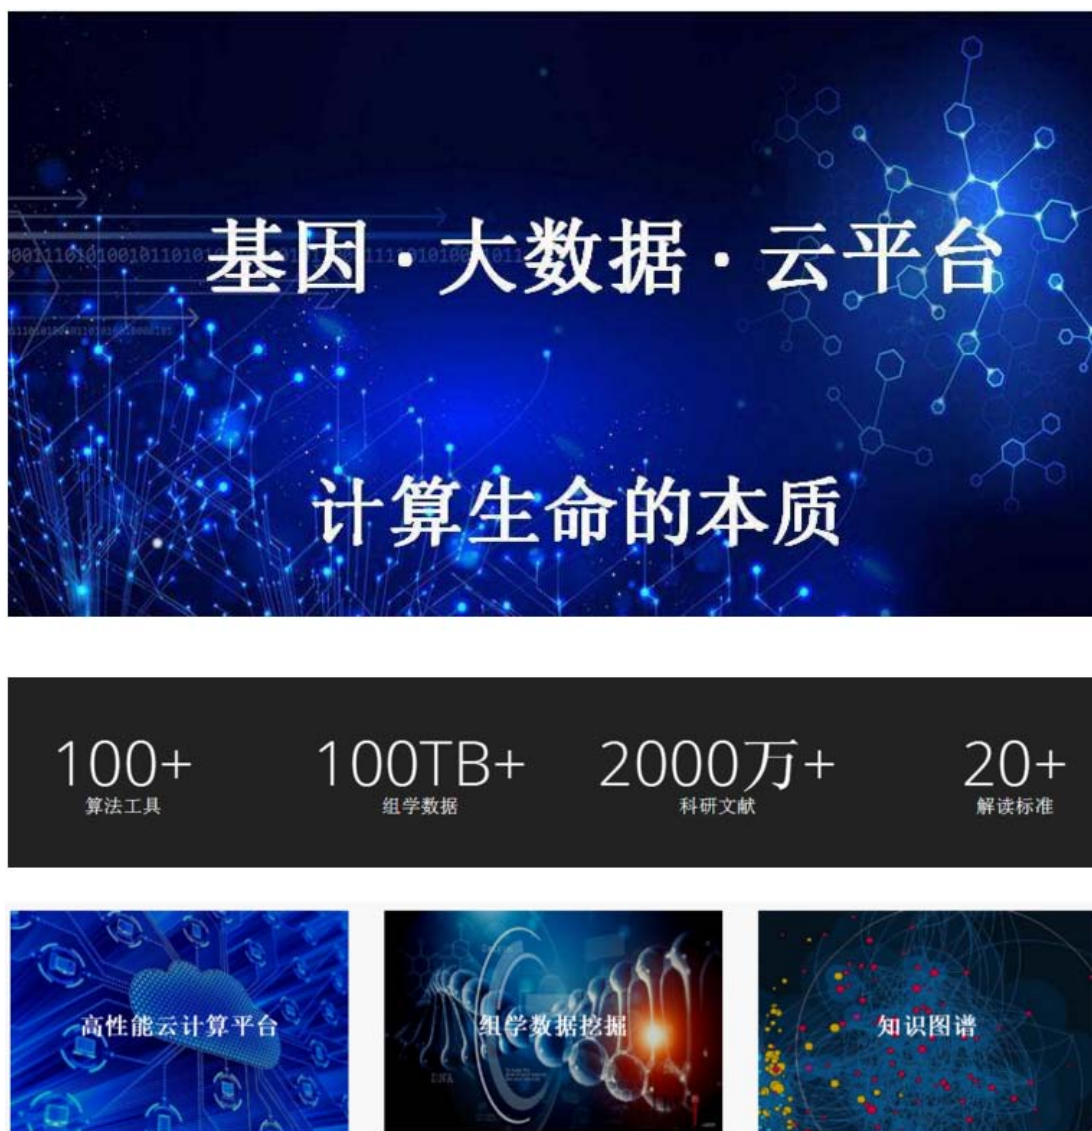 基因·大数据·云平台
计算生命的本质
100+ 100TB+ 2000万+ 20+
算法工具 组学数据 科研文献 解读标准
高性能云计算平台 组学数据挖掘 知识图谱
DNA